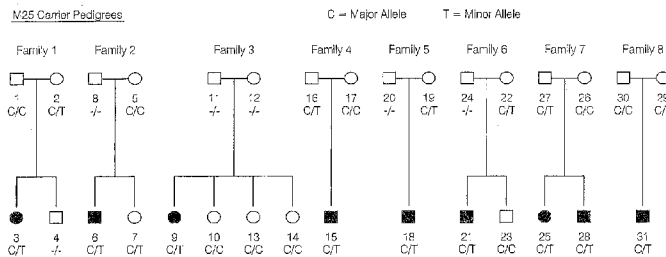 M25 Carrier Pedigrees
C = Major Allele T = Minor Allele
Family 1 Family 2 Family 3 Family 4 Family 5 Family 6 Family 7 Family 8
1 2 8 5 11 12 16 17 20 19 24 22 27 26 30 29
C/C C/T -/- C/C -/- -/- C/T C/C -/- C/T -/- C/T C/T C/C C/C
3 4 6 7 9 10 13 14 15 18 21 23 25 28 31
C/T -/- C/T C/T C/T C/C C/C C/C C/T C/T C/T C/C C/T C/T C/T